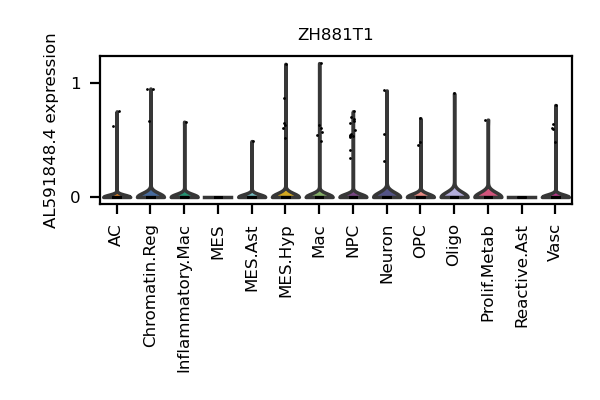 ZH881T1
AL591848.4 expression
1
0
AC
Chromatin.Reg
Inflammatory.Mac
MES
MES.Ast
MES.Hyp
Mac
NPC
Neuron
OPC
Oligo
Prolif.Metab
Reactive.Ast
Vasc